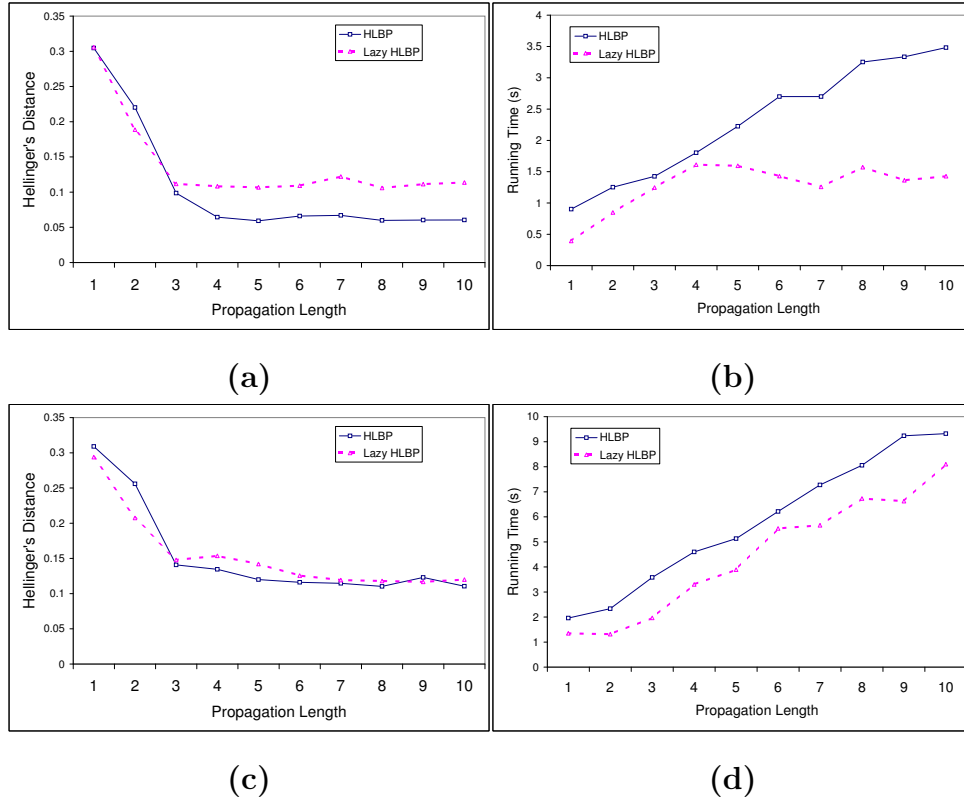 0.35
0.3
0.25
0.2
0.15
0.1
0.05
0
Hellinger's Distance
HLBP
Lazy HLBP
1 2 3 4 5 6 7 8 9 10
Propagation Length
(a)
4
3.5
3
2.5
2
1.5
1
0.5
0
Running Time (s)
HLBP
Lazy HLBP
1 2 3 4 5 6 7 8 9 10
Propagation Length
(b)
0.35
0.3
0.25
0.2
0.15
0.1
0.05
0
Hellinger's Distance
HLBP
Lazy HLBP
1 2 3 4 5 6 7 8 9 10
Propagation Length
(c)
10
9
8
7
6
5
4
3
2
1
0
Running Time (s)
HLBP
Lazy HLBP
1 2 3 4 5 6 7 8 9 10
Propagation Length
(d)